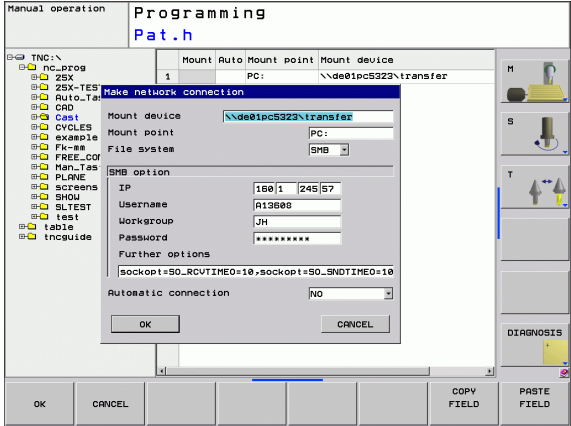 Manual operation
Programming
Pat.h
TNC:\
nc_prog
25X
25X-TES
Auto_Tas
CAD
Cast
CYCLES
example
Fk-mm
FREE_CON
Man_Tas
PLANE
screens
SHOW
SLTEST
test
table
tncguide
Mount Auto Mount point Mount device
1 PC: \\de01pc5323\transfer
Make network connection
Mount device \\de01pc5323\transfer
Mount point PC:
File system SMB
SMB option
IP 160 1 245 57
Username A13608
Workgroup JH
Password *********
Further options
sockopt=SO_RCVTIMEO=10,sockopt=SO_SNDTIMEO=10
Automatic connection NO
OK CANCEL
M
S
T
DIAGNOSIS
OK CANCEL COPY FIELD PASTE FIELD